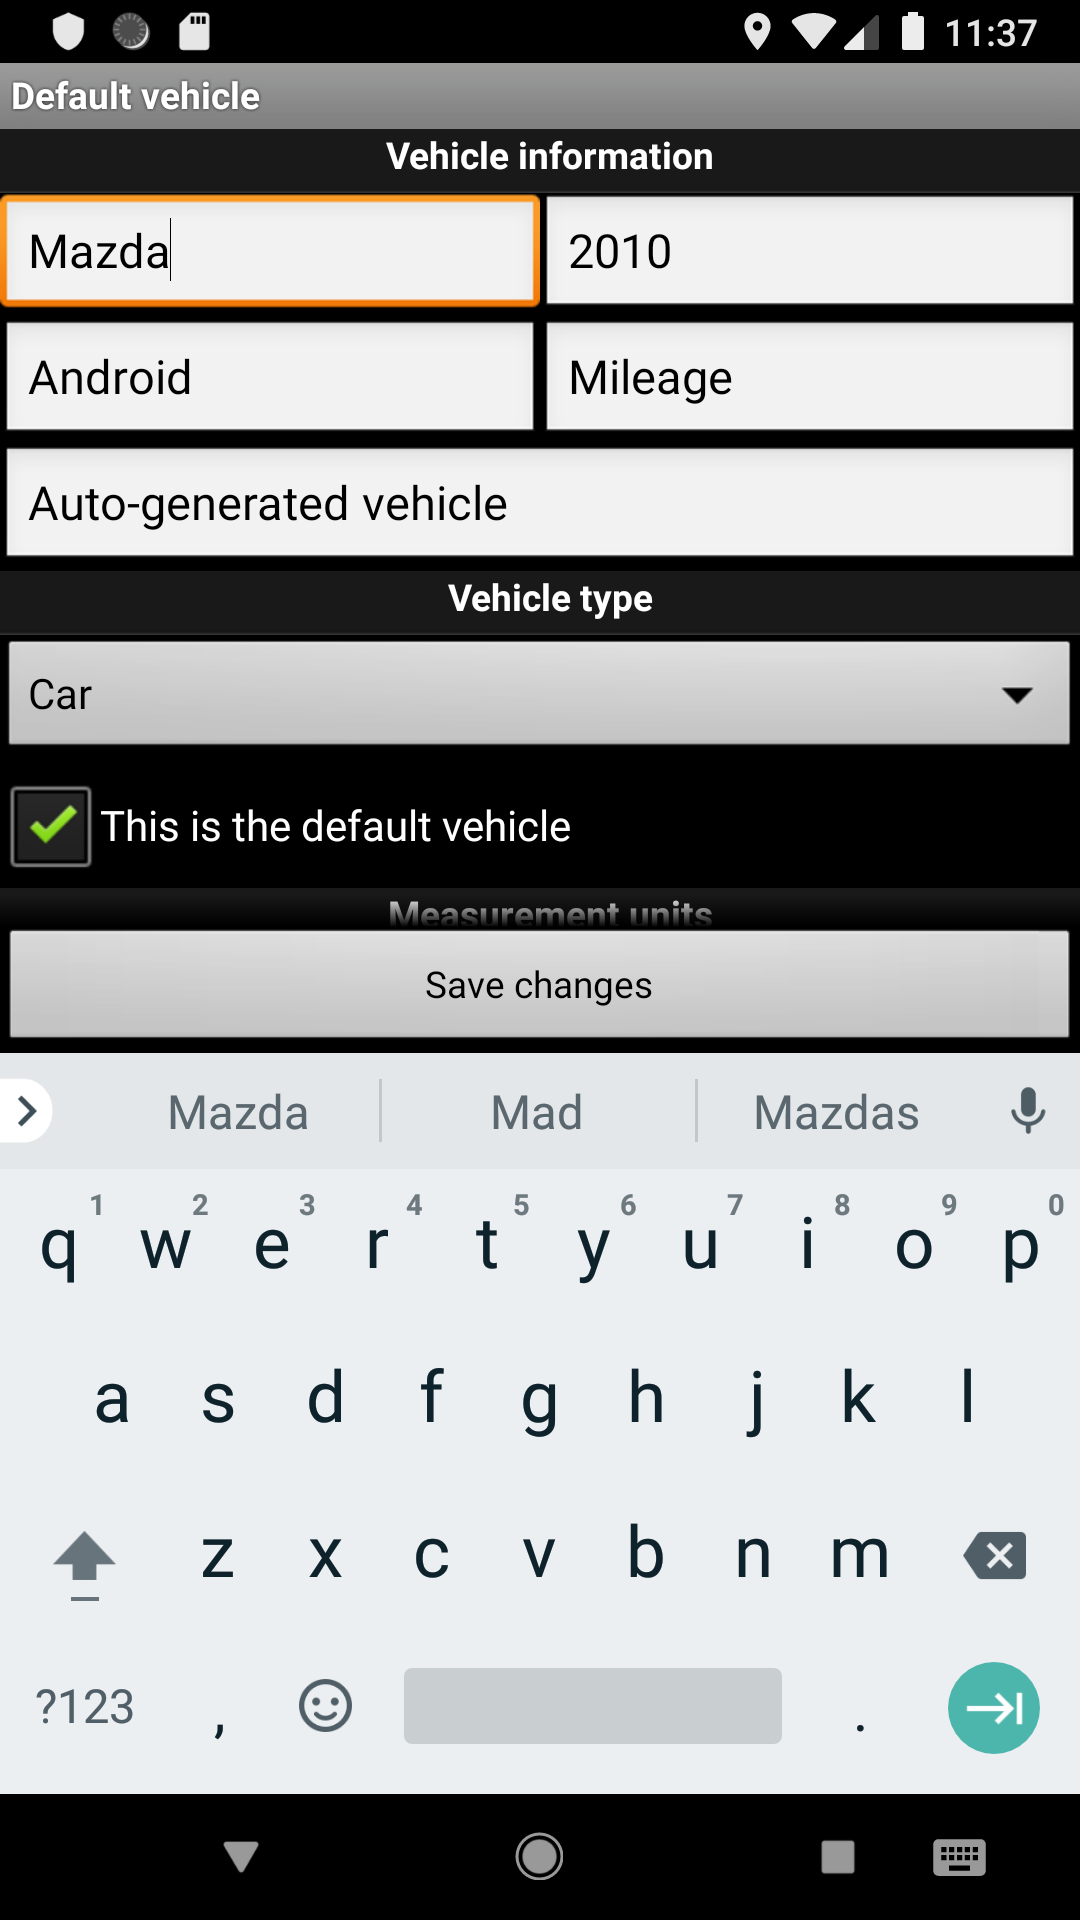 11:37
Default vehicle
Vehicle information
Mazda 2010
Android Mileage
Auto-generated vehicle
Vehicle type
Car
This is the default vehicle
Measurement units
Save changes
Mazda Mad Mazdas
1 2 3 4 5 6 7 8 9 0
q w e r t y u i o p
a s d f g h j k l
z x c v b n m
?123 , .